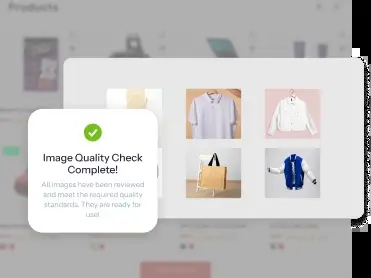 Products
Image Quality Check
Complete!
All images have been reviewed
and meet the required quality
standards. They are ready for
use!